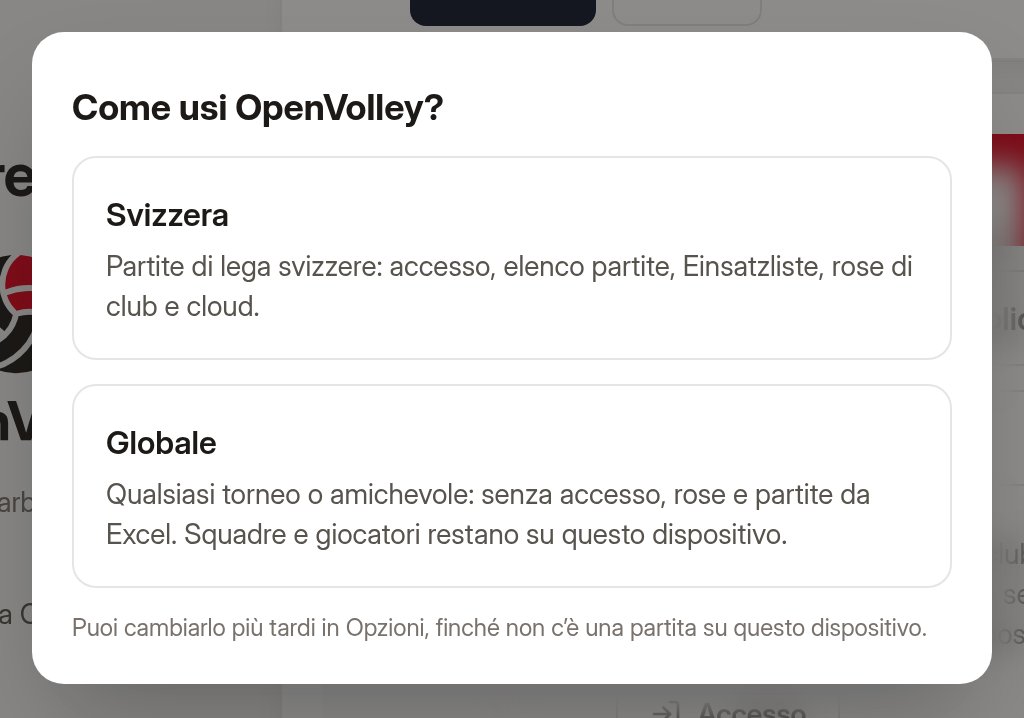 Come usi OpenVolley?
Svizzera
Partite di lega svizzere: accesso, elenco partite, Einsatzliste, rose di
club e cloud.
Globale
Qualsiasi torneo o amichevole: senza accesso, rose e partite da
Excel. Squadre e giocatori restano su questo dispositivo.
Puoi cambiarlo più tardi in Opzioni, finché non c’è una partita su questo dispositivo.
Accesso